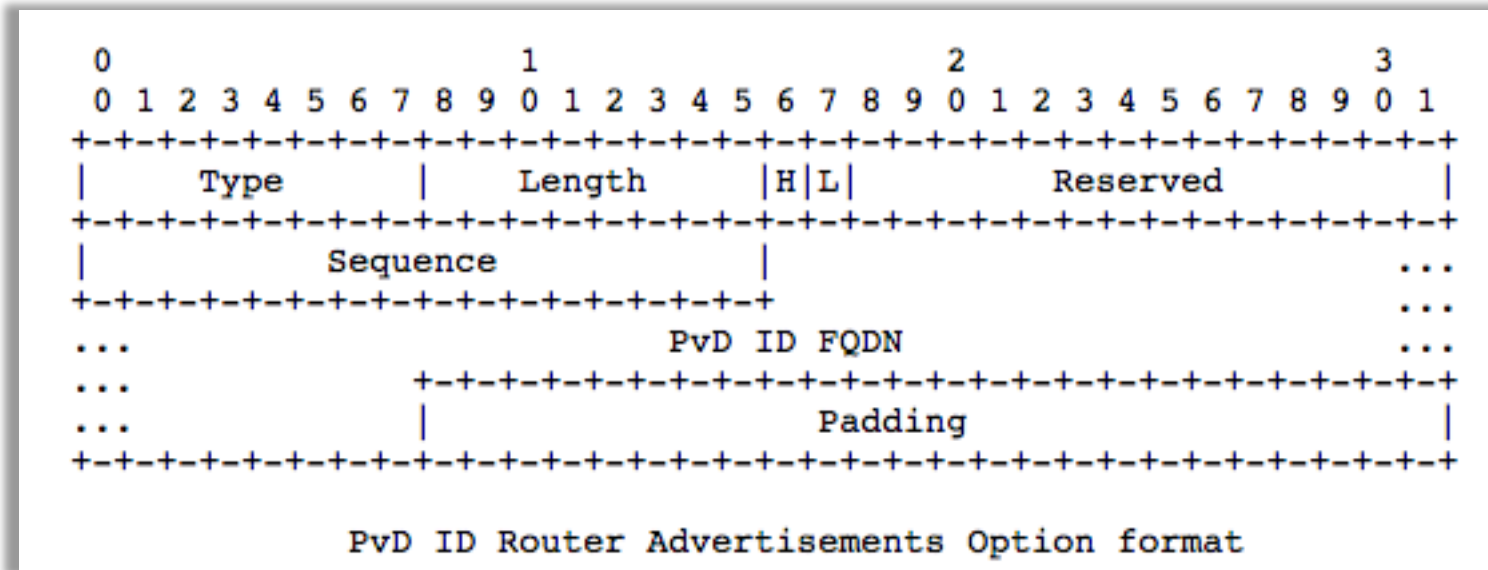 0                   1                   2                   3
 0 1 2 3 4 5 6 7 8 9 0 1 2 3 4 5 6 7 8 9 0 1 2 3 4 5 6 7 8 9 0 1
+-+-+-+-+-+-+-+-+-+-+-+-+-+-+-+-+-+-+-+-+-+-+-+-+-+-+-+-+-+-+-+-+
|     Type      |    Length     |H|L|         Reserved          |
+-+-+-+-+-+-+-+-+-+-+-+-+-+-+-+-+-+-+-+-+-+-+-+-+-+-+-+-+-+-+-+-+
|           Sequence            |                             ...
+-+-+-+-+-+-+-+-+-+-+-+-+-+-+-+-+                             ...
...                         PvD ID FQDN                       ...
...             +-+-+-+-+-+-+-+-+-+-+-+-+-+-+-+-+-+-+-+-+-+-+-+-+
...             |                  Padding                      |
+-+-+-+-+-+-+-+-+-+-+-+-+-+-+-+-+-+-+-+-+-+-+-+-+-+-+-+-+-+-+-+-+
PvD ID Router Advertisements Option format